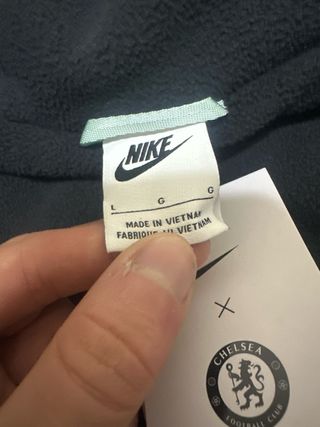 NIKE
L G G
MADE IN VIETNAM
FABRIQUÉ AU VIETNAM
×
CHELSEA
FOOTBALL CLUB